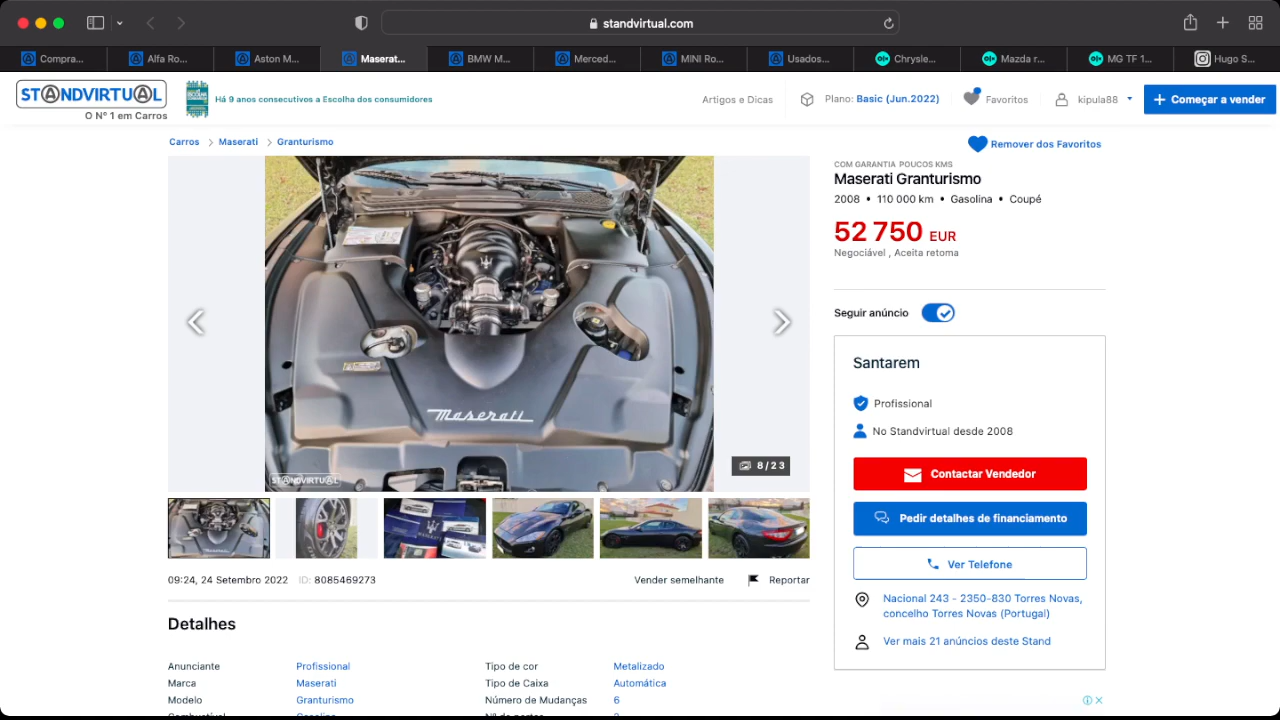 standvirtual.com
Compra...
Alfa Ro...
Aston M...
Maserat...
BMW M...
Merced...
MINI Ro...
Usados...
Chrysle...
Mazda r...
MG TF 1...
Hugo S...
STANDVIRTUAL
O Nº 1 em Carros
Há 9 anos consecutivos a Escolha dos consumidores
Artigos e Dicas
Plano: Basic (Jun.2022)
Favoritos
kipula88
Começar a vender
Carros > Maserati > Granturismo
Remover dos Favoritos
Maserati
STANDVIRTUAL
8/23
COM GARANTIA POUCOS KMS
Maserati Granturismo
2008 • 110 000 km • Gasolina • Coupé
52 750 EUR
Negociável , Aceita retoma
Seguir anúncio
Santarem
Profissional
No Standvirtual desde 2008
Contactar Vendedor
Pedir detalhes de financiamento
Ver Telefone
Nacional 243 - 2350-830 Torres Novas,
concelho Torres Novas (Portugal)
Ver mais 21 anúncios deste Stand
09:24, 24 Setembro 2022 ID: 8085469273
Vender semelhante
Reportar
Detalhes
Anunciante Profissional
Tipo de cor Metalizado
Marca Maserati
Tipo de Caixa Automática
Modelo Granturismo
Número de Mudanças 6